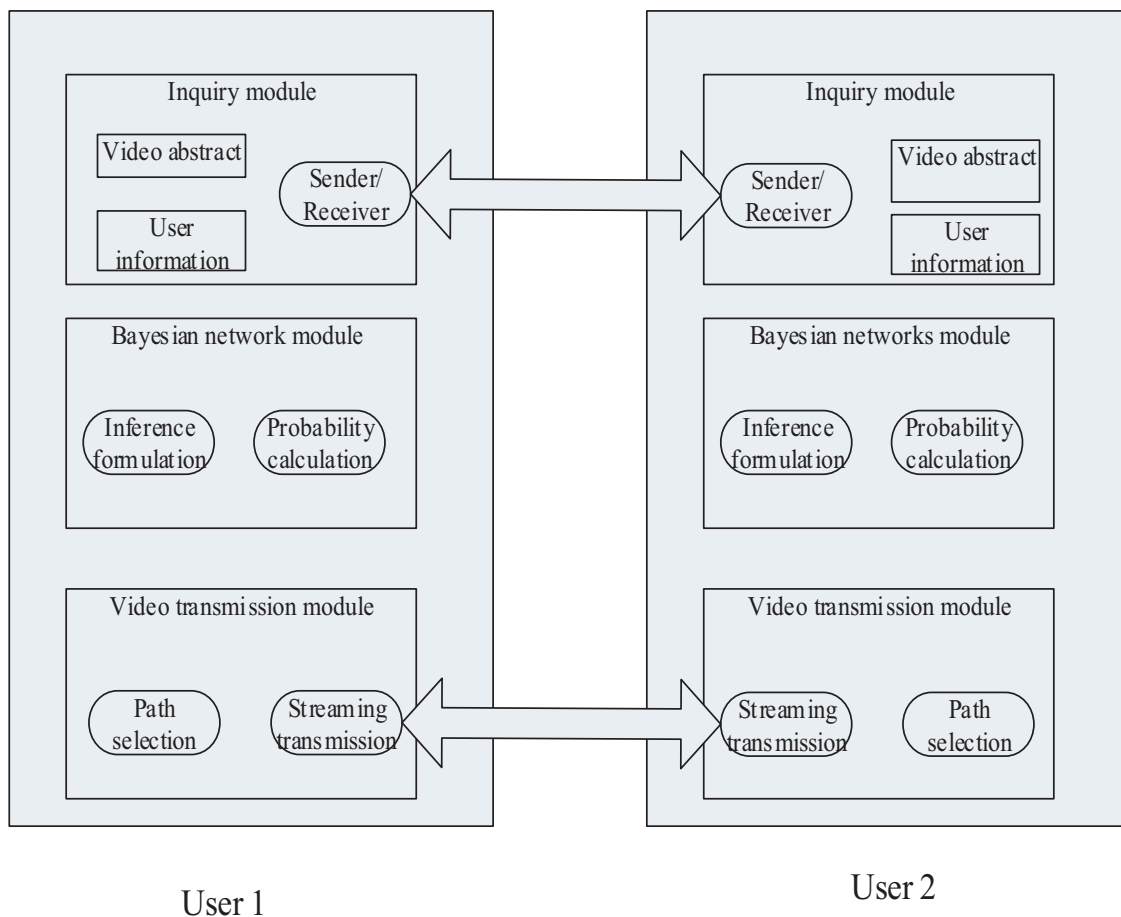 Inquiry module
Video abstract
Sender/
Receiver
User
information
Bayesian network module
Inference
formulation
Probability
calculation
Video transmission module
Path
selection
Streaming
transmission
User 1
Inquiry module
Sender/
Receiver
Video abstract
User
information
Bayesian networks module
Inference
formulation
Probability
calculation
Video transmission module
Streaming
transmission
Path
selection
User 2